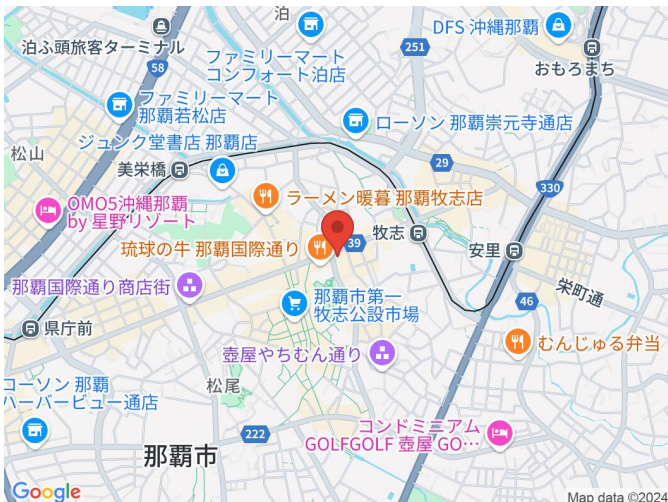 泊
DFS 沖縄那覇
泊ふ頭旅客ターミナル
251
58
ファミリーマート
コンフォート泊店
おもろまち
ファミリーマート
那覇若松店
ローソン 那覇崇元寺通店
ジュンク堂書店 那覇店
松山
美栄橋
29
330
OMO5沖縄那覇
by 星野リゾート
ラーメン暖暮 那覇牧志店
牧志
39
琉球の牛 那覇国際通り
安里
那覇国際通り商店街
那覇市第一
牧志公設市場
46
栄町通
県庁前
むんじゅる弁当
壺屋やちむん通り
ローソン 那覇
ハーバービュー通店
松尾
222
コンドミニアム
GOLFGOLF 壺屋 GO…
那覇市
Google
Map data ©2024